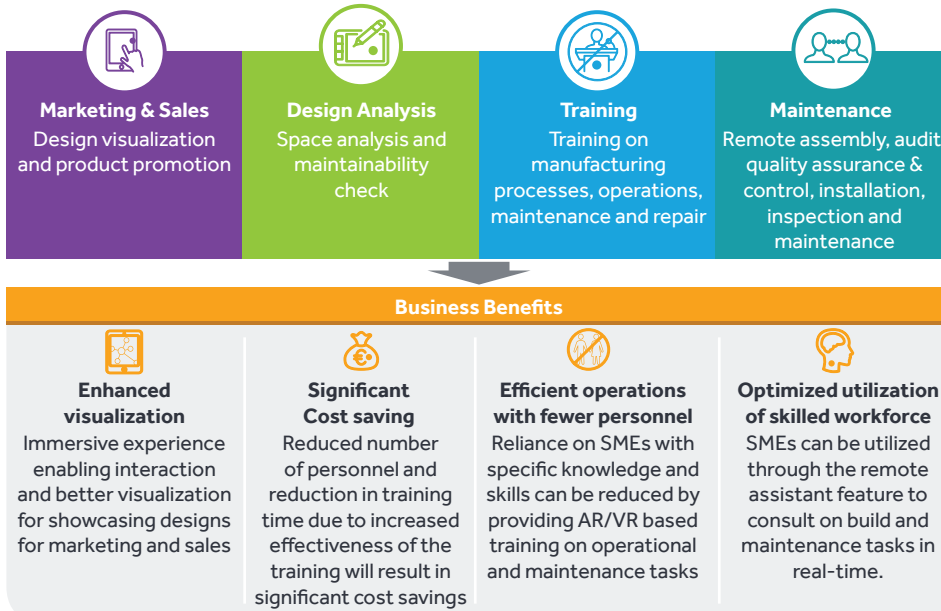 Marketing & Sales
Design visualization
and product promotion
Design Analysis
Space analysis and
maintainability
check
Training
Training on
manufacturing
processes, operations,
maintenance and repair
Maintenance
Remote assembly, audit
quality assurance &
control, installation,
inspection and
maintenance
Business Benefits
Enhanced
visualization
Immersive experience
enabling interaction
and better visualization
for showcasing designs
for marketing and sales
Significant
Cost saving
Reduced number
of personnel and
reduction in training
time due to increased
effectiveness of the
training will result in
significant cost savings
Efficient operations
with fewer personnel
Reliance on SMEs with
specific knowledge and
skills can be reduced by
providing AR/VR based
training on operational
and maintenance tasks
Optimized utilization
of skilled workforce
SMEs can be utilized
through the remote
assistant feature to
consult on build and
maintenance tasks in
real-time.